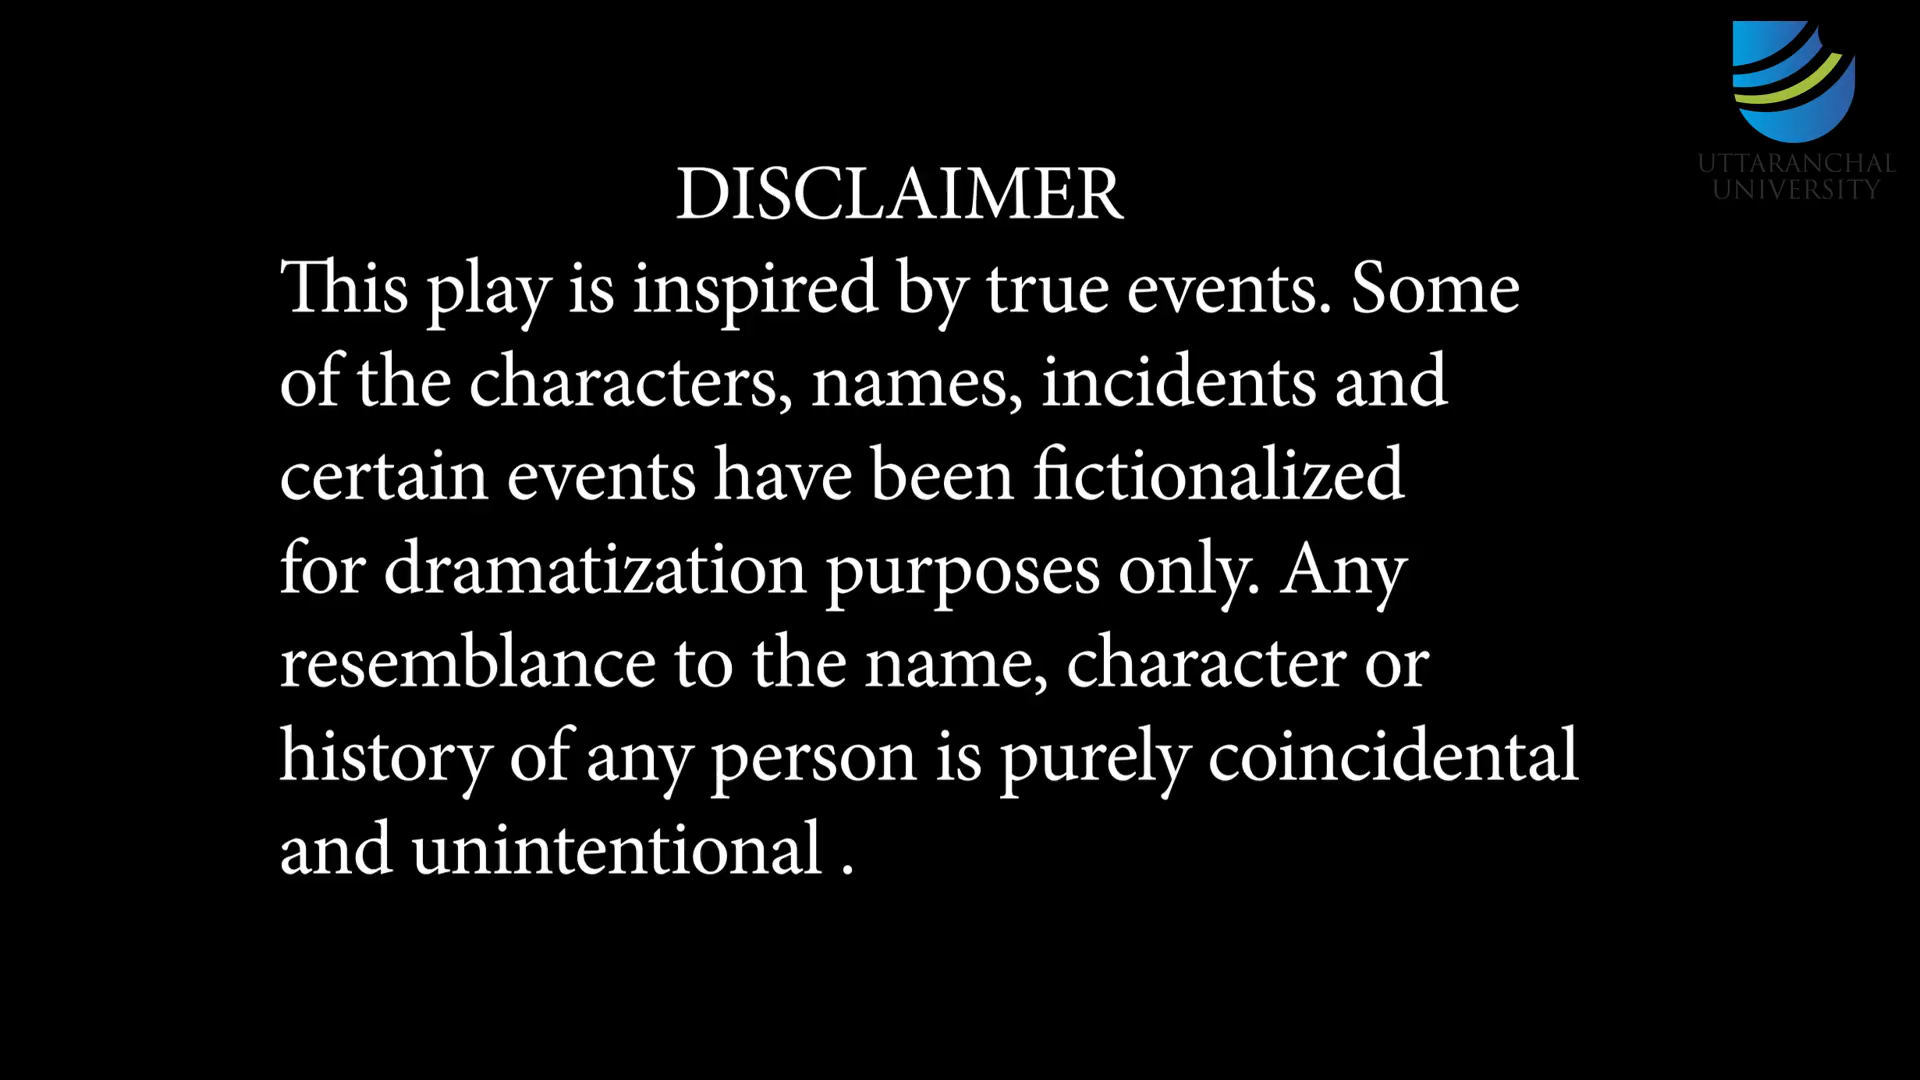 UTTARANCHAL
UNIVERSITY
DISCLAIMER
This play is inspired by true events. Some
of the characters, names, incidents and
certain events have been fictionalized
for dramatization purposes only. Any
resemblance to the name, character or
history of any person is purely coincidental
and unintentional .